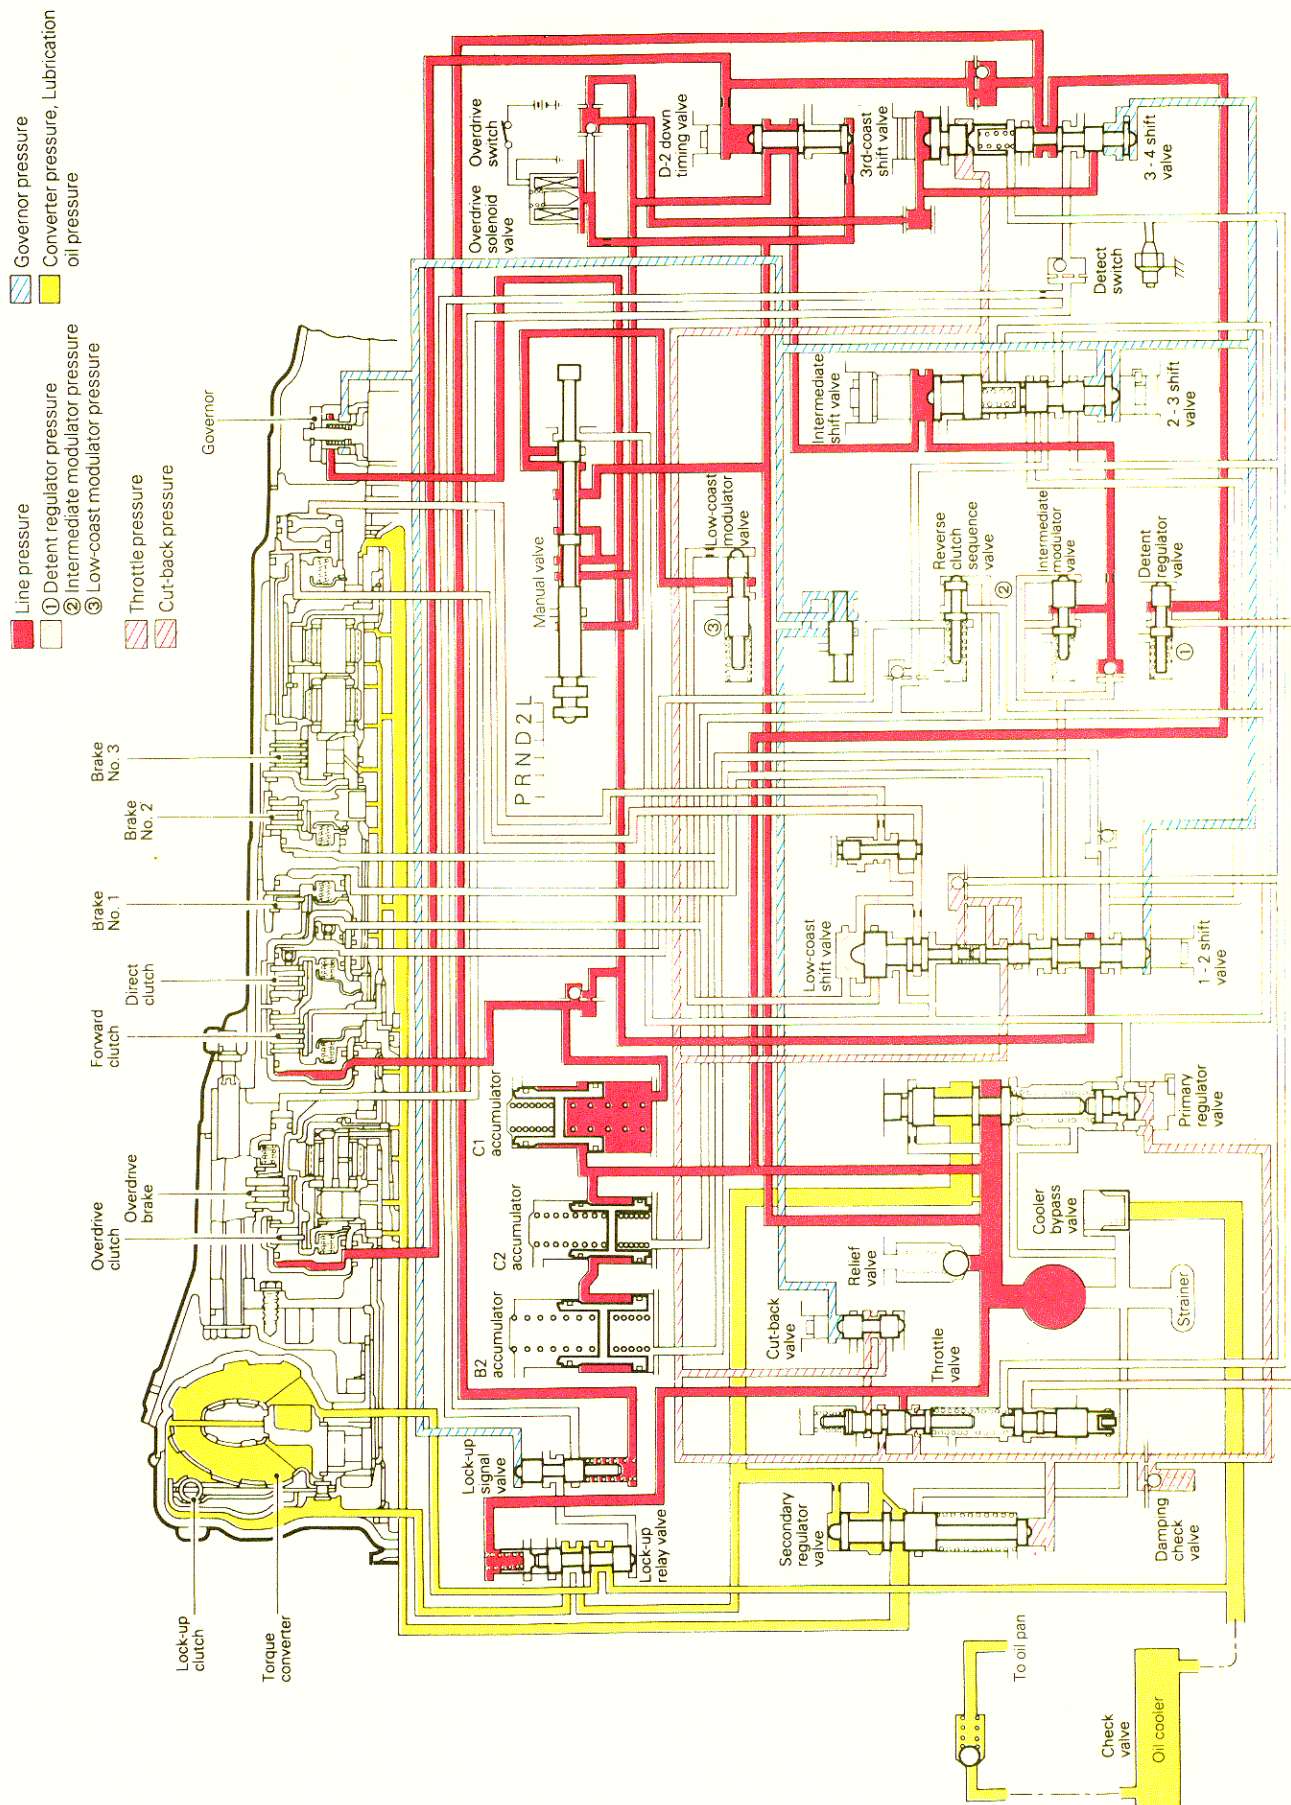 Line pressure
① Detent regulator pressure
② Intermediate modulator pressure
③ Low-coast modulator pressure
Throttle pressure
Cut-back pressure
Governor pressure
Converter pressure, Lubrication
oil pressure
Lock-up
clutch
Torque
converter
Overdrive
clutch
Overdrive
brake
Forward
clutch
Direct
clutch
Brake
No. 1
Brake
No. 2
Brake
No. 3
Governor
Lock-up
relay valve
Lock-up
signal
valve
B2
accumulator
C2
accumulator
C1
accumulator
P R N D 2 L
Manual valve
Overdrive
solenoid
valve
Overdrive
switch
D-2 down
timing valve
3rd-coast
shift valve
3 - 4 shift
valve
Detect
switch
Intermediate
shift valve
2 - 3 shift
valve
③
Low-coast
modulator
valve
Reverse
clutch
sequence
valve
②
Intermediate
modulator
valve
Detent
regulator
valve
①
Low-coast
shift valve
1 - 2 shift
valve
Primary
regulator
valve
Cooler
bypass
valve
Relief
valve
Strainer
Cut-back
valve
Throttle
valve
Secondary
regulator
valve
Damping
check
valve
To oil pan
Check
valve
Oil cooler